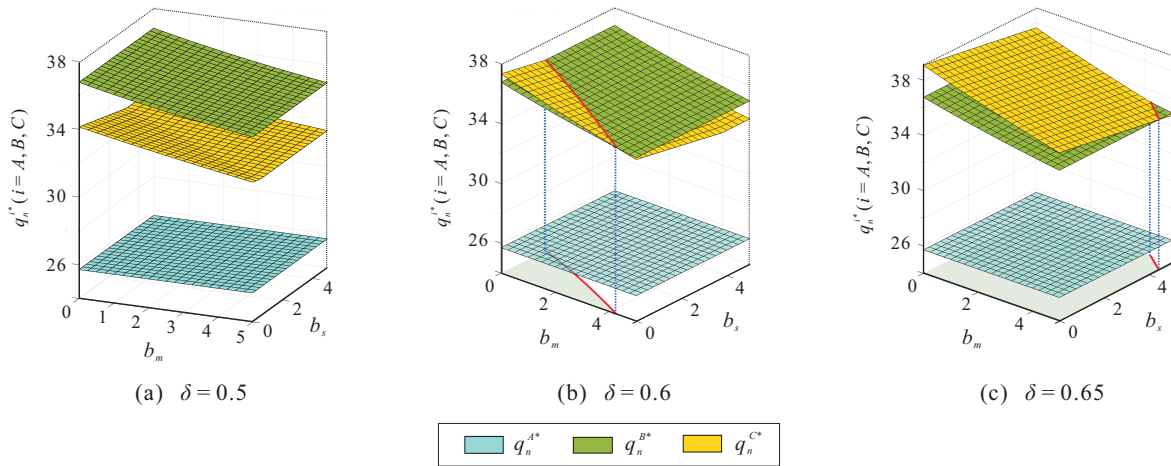 38
34
30
26
q_n^{i*} (i = A, B, C)
0
1
2
3
4
5
b_m
0
2
4
b_s
(a) δ = 0.5
38
34
30
26
q_n^{i*} (i = A, B, C)
0
2
4
b_m
0
2
4
b_s
(b) δ = 0.6
38
34
30
26
q_n^{i*} (i = A, B, C)
0
2
4
b_m
0
2
4
b_s
(c) δ = 0.65
q_n^{A*} q_n^{B*} q_n^{C*}